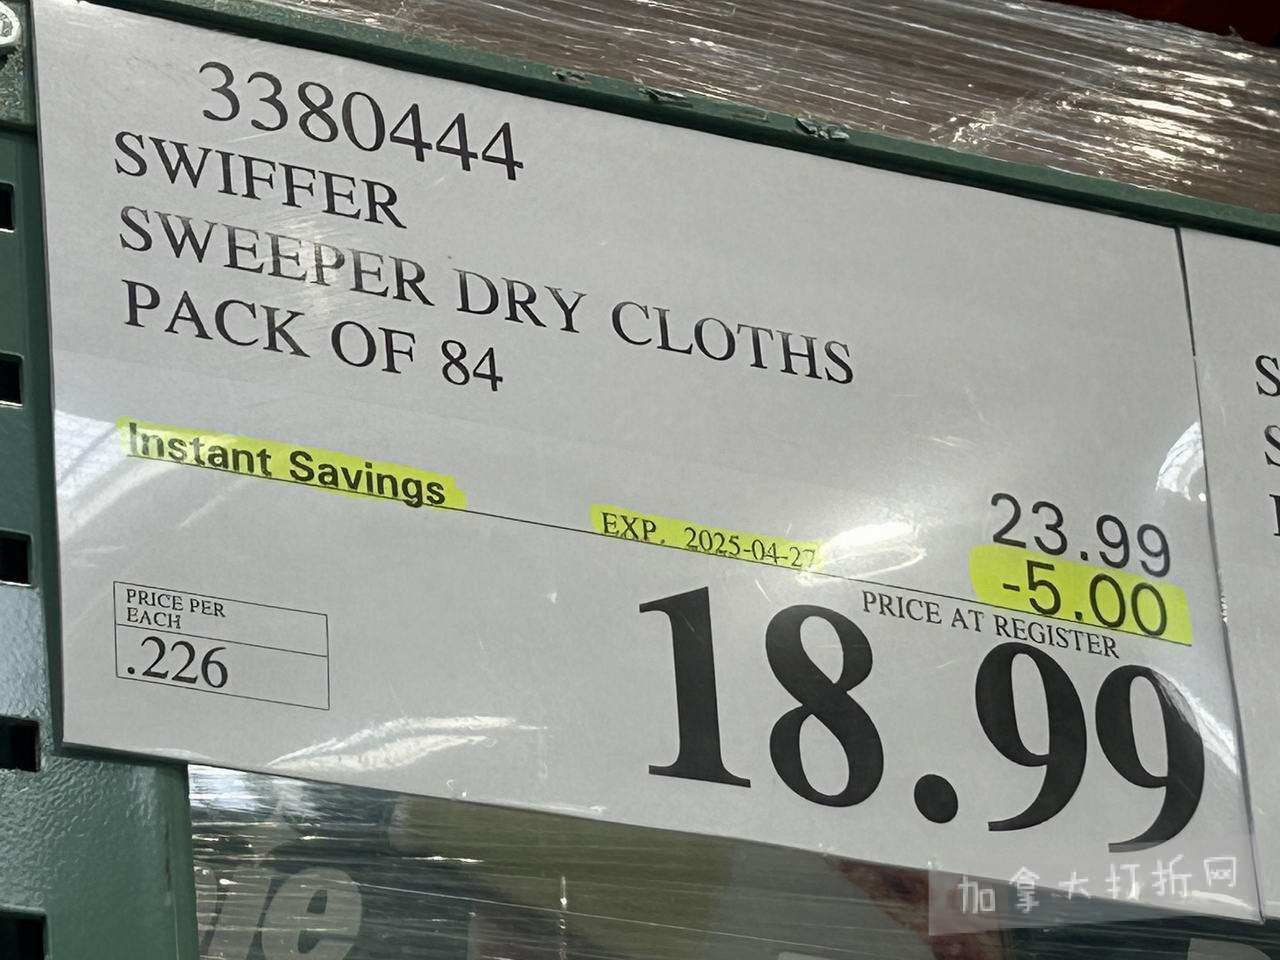 3380444
SWIFFER
SWEEPER DRY CLOTHS
PACK OF 84
Instant Savings
EXP. 2025-04-27
23.99
-5.00
PRICE AT REGISTER
18.99
PRICE PER
EACH
.226
加拿大打折网